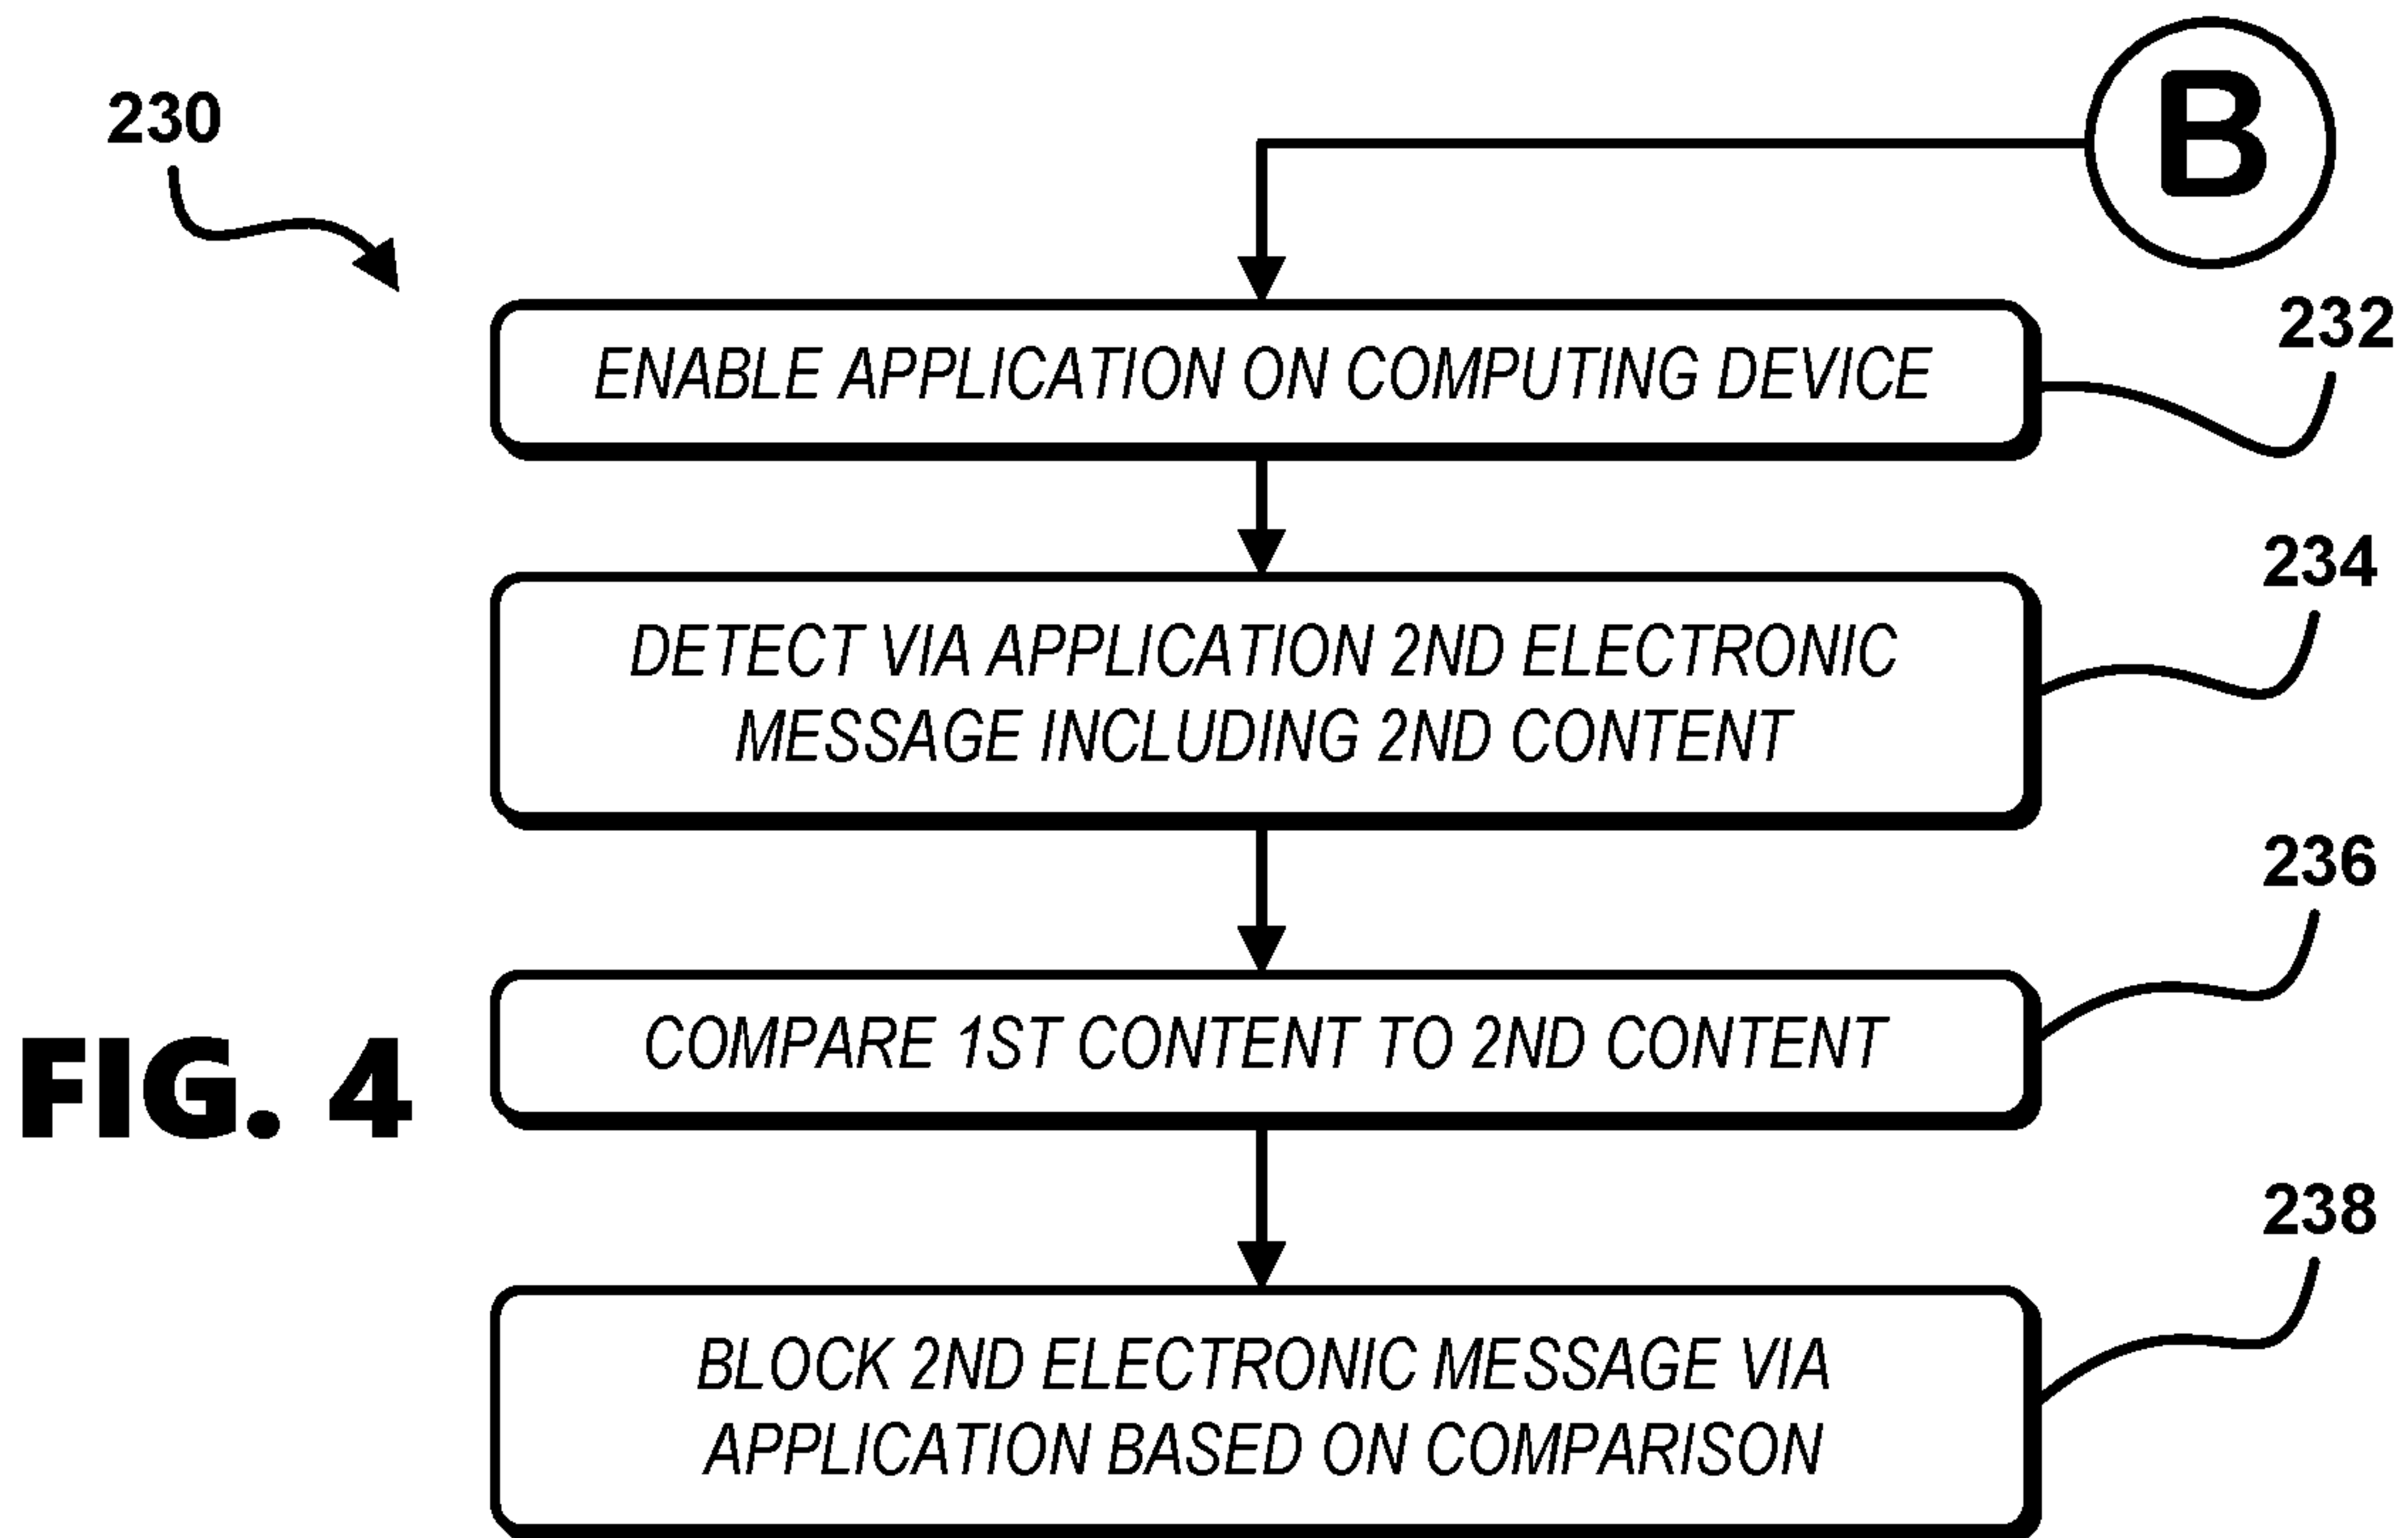 B
230
ENABLE APPLICATION ON COMPUTING DEVICE
232
DETECT VIA APPLICATION 2ND ELECTRONIC
MESSAGE INCLUDING 2ND CONTENT
234
COMPARE 1ST CONTENT TO 2ND CONTENT
236
BLOCK 2ND ELECTRONIC MESSAGE VIA
APPLICATION BASED ON COMPARISON
238
FIG. 4